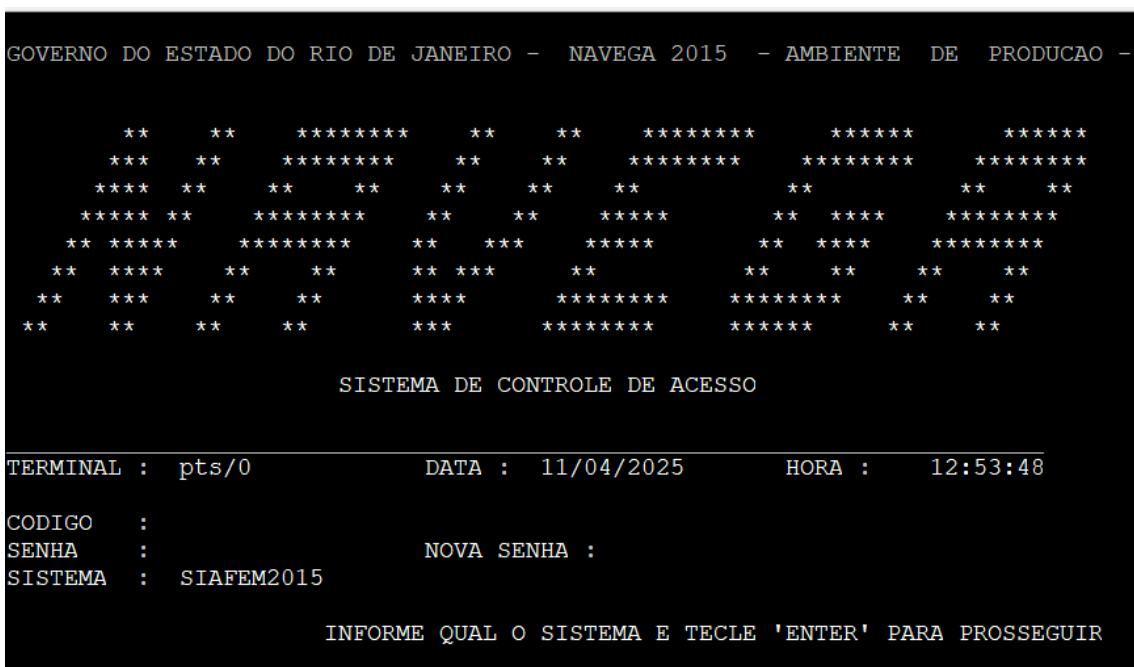 GOVERNO DO ESTADO DO RIO DE JANEIRO - NAVEGA 2015 - AMBIENTE DE PRODUCAO -
NAVEGA
SISTEMA DE CONTROLE DE ACESSO
TERMINAL : pts/0 DATA : 11/04/2025 HORA : 12:53:48
CODIGO :
SENHA : NOVA SENHA :
SISTEMA : SIAFEM2015
INFORME QUAL O SISTEMA E TECLE 'ENTER' PARA PROSSEGUIR